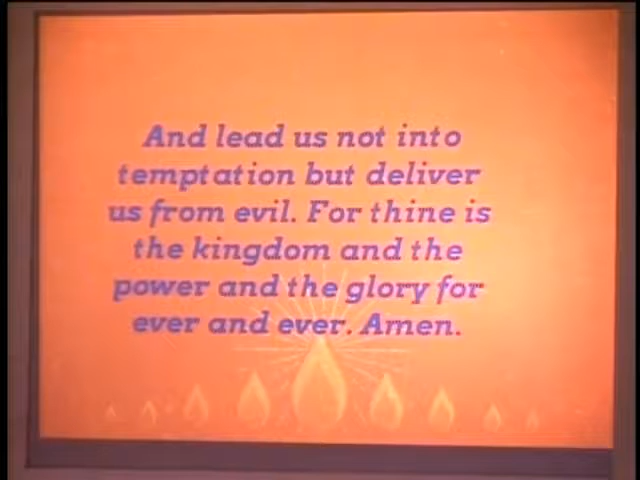 And lead us not into
temptation but deliver
us from evil. For thine is
the kingdom and the
power and the glory for
ever and ever. Amen.